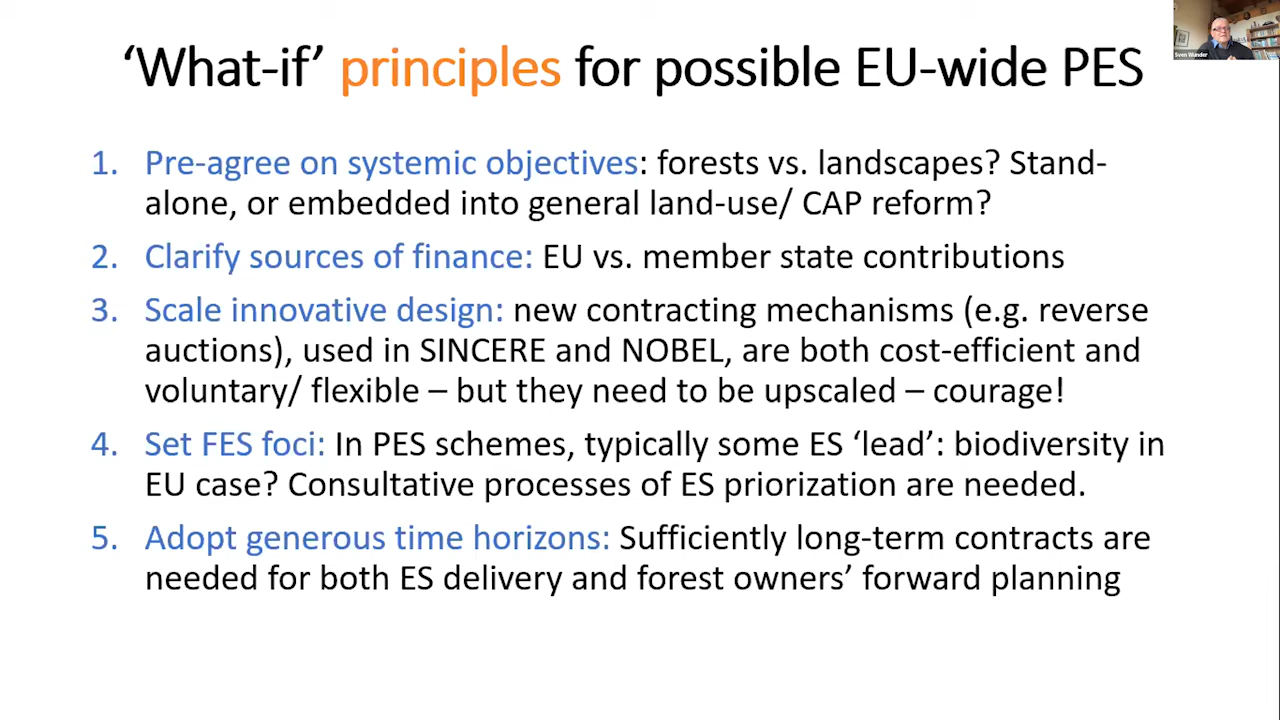 Sven Wunder
‘What-if’ principles for possible EU-wide PES
1. Pre-agree on systemic objectives: forests vs. landscapes? Stand-
alone, or embedded into general land-use/ CAP reform?
2. Clarify sources of finance: EU vs. member state contributions
3. Scale innovative design: new contracting mechanisms (e.g. reverse
auctions), used in SINCERE and NOBEL, are both cost-efficient and
voluntary/ flexible – but they need to be upscaled – courage!
4. Set FES foci: In PES schemes, typically some ES ‘lead’: biodiversity in
EU case? Consultative processes of ES priorization are needed.
5. Adopt generous time horizons: Sufficiently long-term contracts are
needed for both ES delivery and forest owners’ forward planning